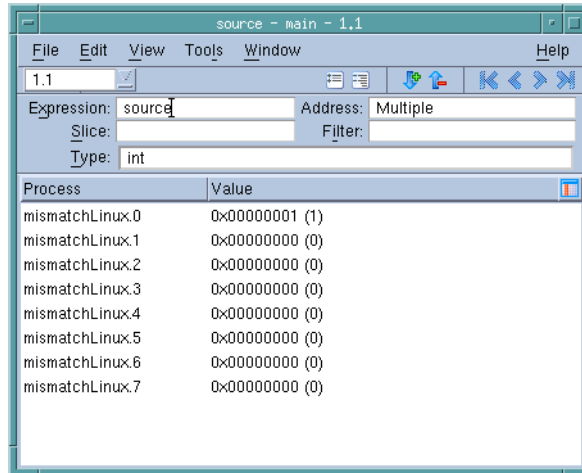 source - main - 1.1
File Edit View Tools Window Help
1.1
Expression: source Address: Multiple
Slice: Filter:
Type: int
Process Value
mismatchLinux.0 0x00000001 (1)
mismatchLinux.1 0x00000000 (0)
mismatchLinux.2 0x00000000 (0)
mismatchLinux.3 0x00000000 (0)
mismatchLinux.4 0x00000000 (0)
mismatchLinux.5 0x00000000 (0)
mismatchLinux.6 0x00000000 (0)
mismatchLinux.7 0x00000000 (0)